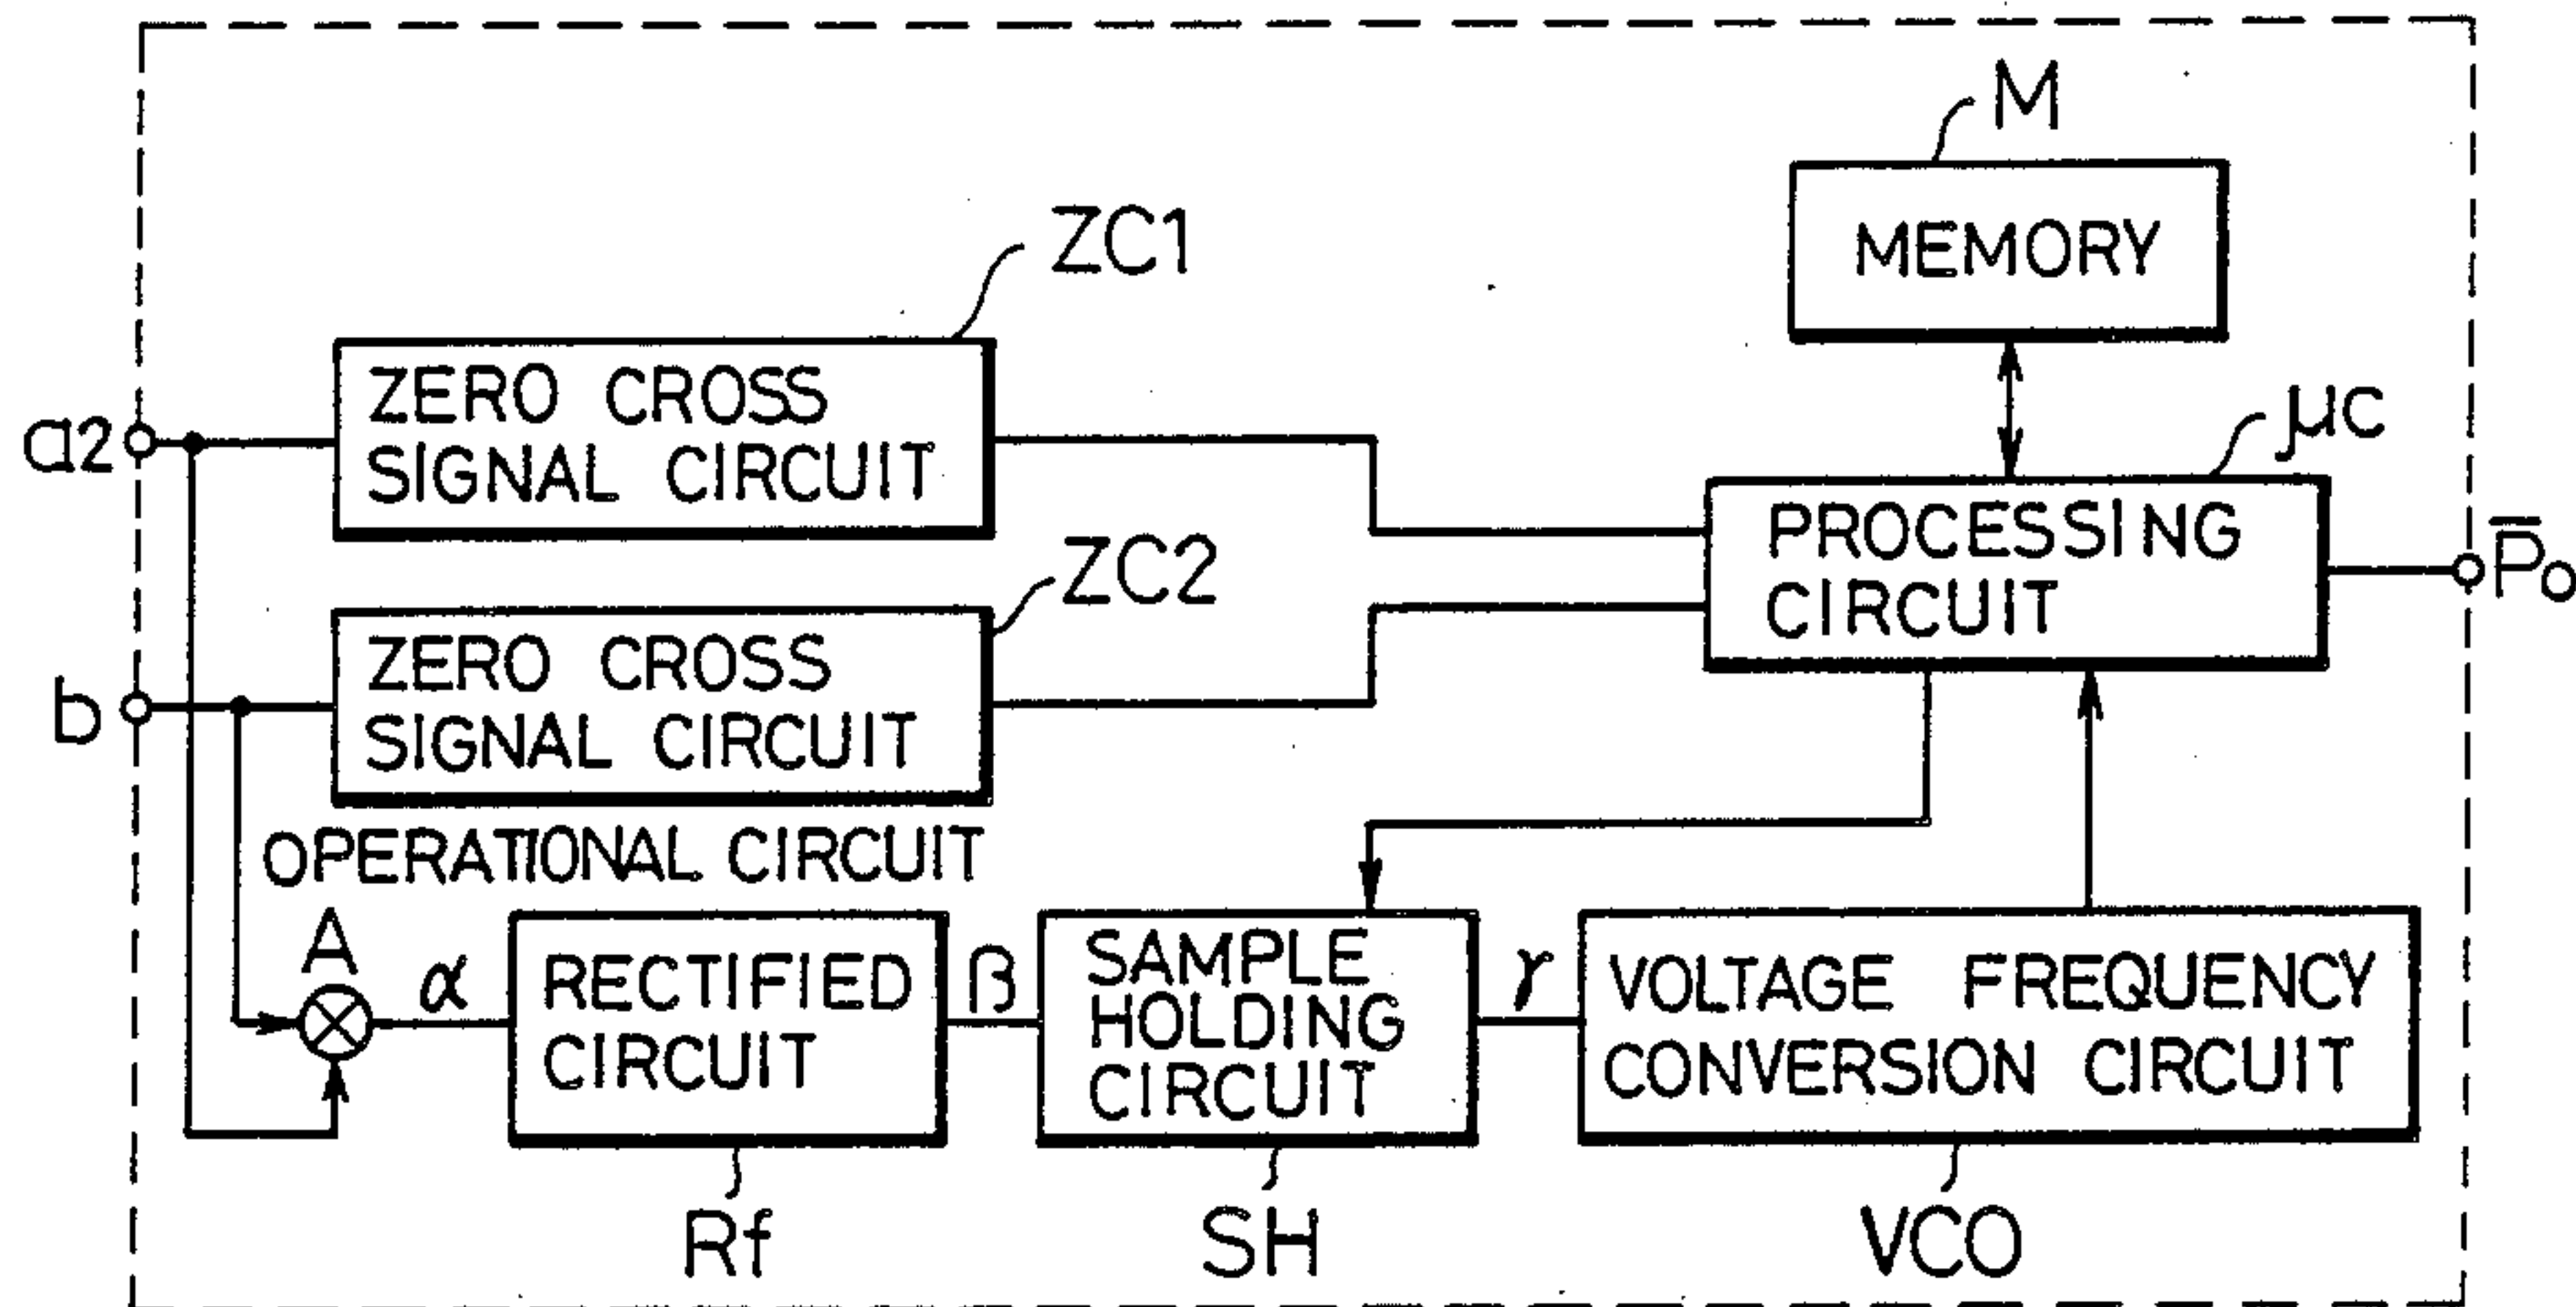 M
MEMORY
ZC1
ZERO CROSS
SIGNAL CIRCUIT
a2
μc
PROCESSING
CIRCUIT
P̅o
ZC2
ZERO CROSS
SIGNAL CIRCUIT
b
OPERATIONAL CIRCUIT
A
α
RECTIFIED
CIRCUIT
β
SAMPLE
HOLDING
CIRCUIT
γ
VOLTAGE FREQUENCY
CONVERSION CIRCUIT
Rf
SH
VCO